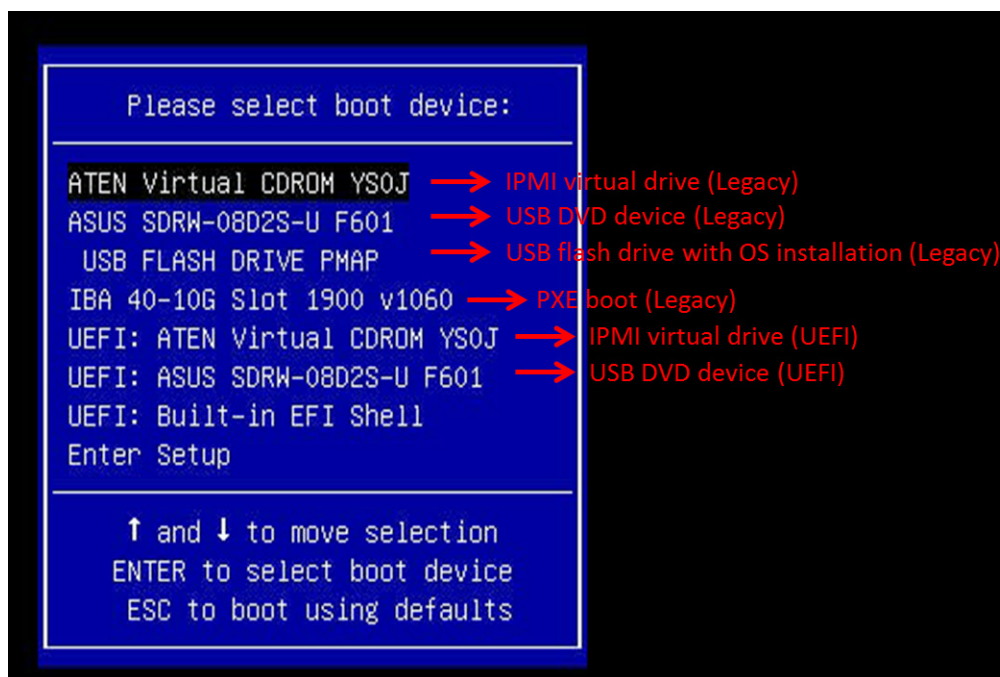 Please select boot device:
ATEN Virtual CDROM YS0J IPMI virtual drive (Legacy)
ASUS SDRW-08D2S-U F601 USB DVD device (Legacy)
USB FLASH DRIVE PMAP USB flash drive with OS installation (Legacy)
IBA 40-10G Slot 1900 v1060 PXE boot (Legacy)
UEFI: ATEN Virtual CDROM YS0J IPMI virtual drive (UEFI)
UEFI: ASUS SDRW-08D2S-U F601 USB DVD device (UEFI)
UEFI: Built-in EFI Shell
Enter Setup
↑ and ↓ to move selection
ENTER to select boot device
ESC to boot using defaults